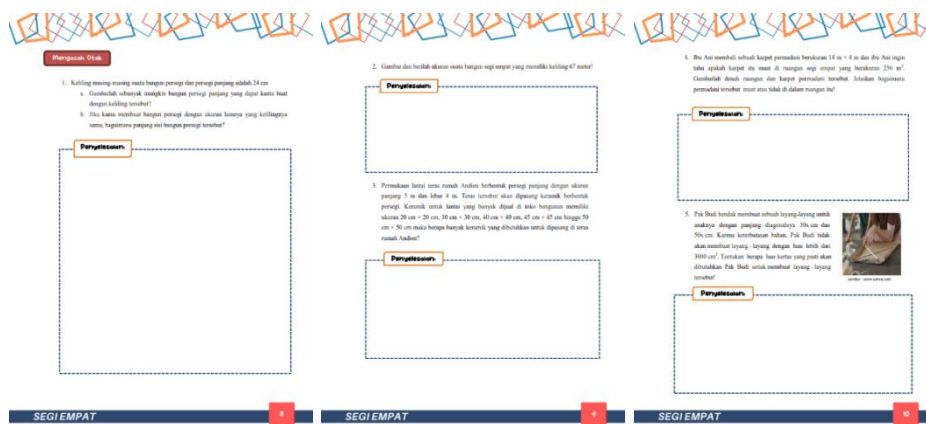 Mengasah Otak
1. Keliling masing-masing suatu bangun persegi dan persegi panjang adalah 24 cm
a. Gambarlah sebanyak mungkin bangun persegi panjang yang dapat kamu buat
dengan keliling tersebut?
b. Jika kamu membuat bangun persegi dengan ukuran lainnya yang kelilingnya
sama, bagaimana panjang sisi bangun persegi tersebut?
Penyelesaian:
SEGI EMPAT
8
2. Gambar dan berilah ukuran suatu bangun segi empat yang memiliki keliling 67 meter!
Penyelesaian:
3. Permukaan lantai teras rumah Andien berbentuk persegi panjang dengan ukuran
panjang 5 m dan lebar 4 m. Teras tersebut akan dipasang keramik berbentuk
persegi. Keramik untuk lantai yang banyak dijual di toko bangunan memiliki
ukuran 20 cm × 20 cm, 30 cm × 30 cm, 40 cm × 40 cm, 45 cm × 45 cm hingga 50
cm × 50 cm maka berapa banyak keramik yang dibutuhkan untuk dipasang di teras
rumah Andien?
Penyelesaian:
SEGI EMPAT
9
4. Ibu Ani membeli sebuah karpet permadani berukuran 14 m × 4 m dan ibu Ani ingin
tahu apakah karpet itu muat di ruangan segi empat yang berukuran 256 m².
Gambarlah denah ruangan dan karpet permadani tersebut. Jelaskan bagaimana
permadani tersebut muat atau tidak di dalam ruangan itu!
Penyelesaian:
5. Pak Budi hendak membuat sebuah layang-layang untuk
anaknya dengan panjang diagonalnya 30x cm dan
50x cm. Karena keterbatasan bahan, Pak Budi tidak
akan membuat layang - layang dengan luas lebih dari
3000 cm². Tentukan berapa luas kertas yang pasti akan
dibutuhkan Pak Budi untuk membuat layang - layang
tersebut!
Penyelesaian:
SEGI EMPAT
10